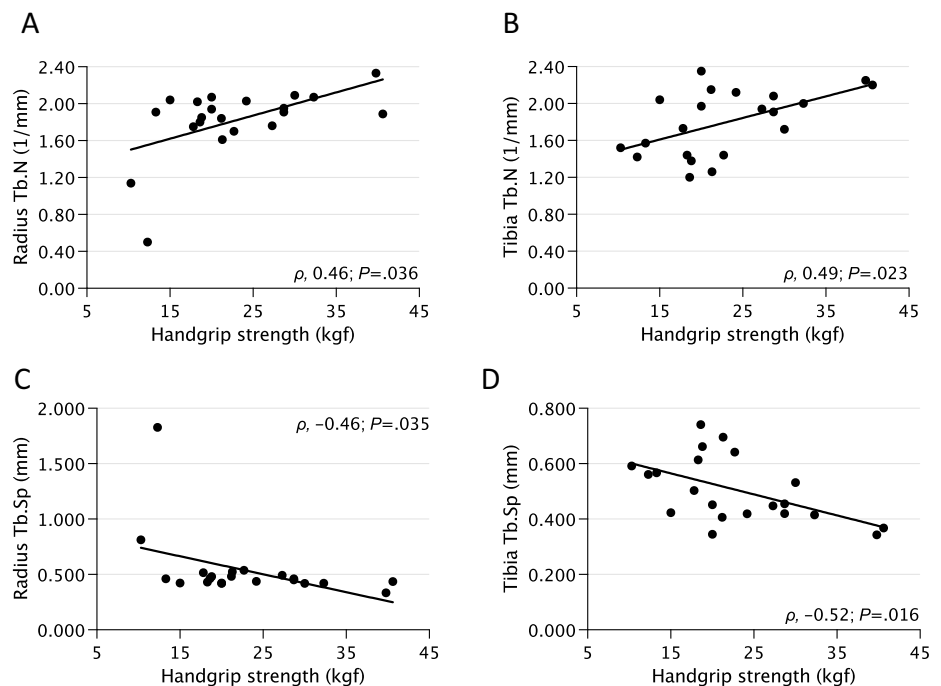 A
2.40
2.00
1.60
1.20
0.80
0.40
0.00
Radius Tb.N (1/mm)
ρ, 0.46; P=.036
5 15 25 35 45
Handgrip strength (kgf)
B
2.40
2.00
1.60
1.20
0.80
0.40
0.00
Tibia Tb.N (1/mm)
ρ, 0.49; P=.023
5 15 25 35 45
Handgrip strength (kgf)
C
2.000
1.500
1.000
0.500
0.000
Radius Tb.Sp (mm)
ρ, –0.46; P=.035
5 15 25 35 45
Handgrip strength (kgf)
D
0.800
0.600
0.400
0.200
0.000
Tibia Tb.Sp (mm)
ρ, –0.52; P=.016
5 15 25 35 45
Handgrip strength (kgf)